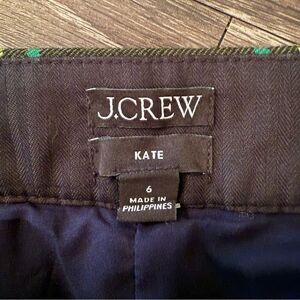 J.CREW
KATE
6
MADE IN
PHILIPPINES